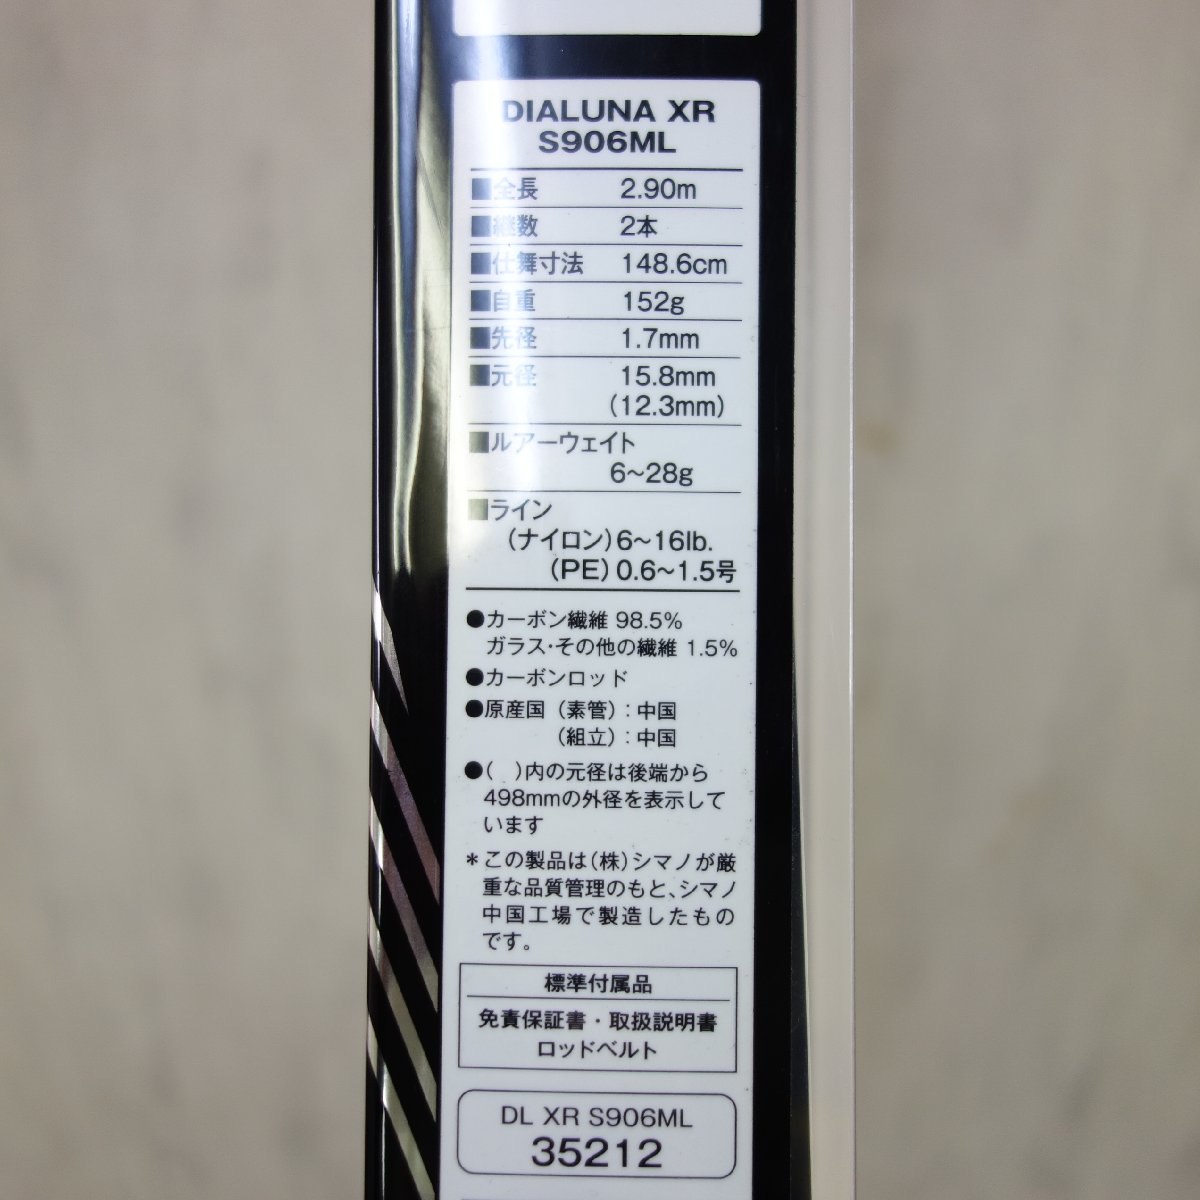 DIALUNA XR
S906ML
■全長 2.90m
■継数 2本
■仕舞寸法 148.6cm
■自重 152g
■先径 1.7mm
■元径 15.8mm
(12.3mm)
■ルアーウェイト
6~28g
■ライン
(ナイロン)6~16lb.
(PE)0.6~1.5号
●カーボン繊維 98.5%
ガラス・その他の繊維 1.5%
●カーボンロッド
●原産国(素管):中国
(組立):中国
●( )内の元径は後端から
498mmの外径を表示して
います
*この製品は(株)シマノが厳
重な品質管理のもと、シマノ
中国工場で製造したもの
です。
標準付属品
免責保証書・取扱説明書
ロッドベルト
DL XR S906ML
35212